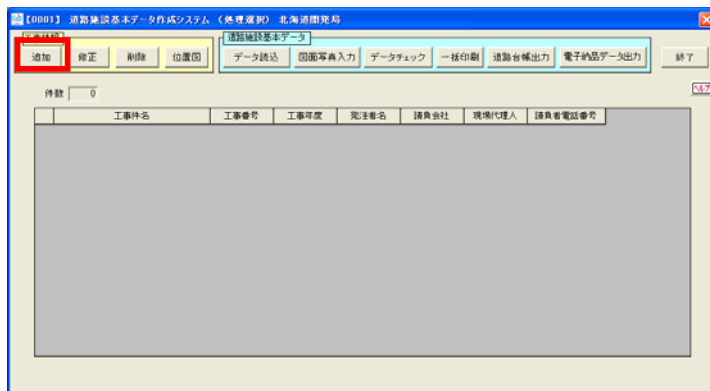 【0001】 道路施設基本データ作成システム （処理選択） 北海道開発局
工事情報
道路施設基本データ
追加 修正 削除 位置図 データ読込 図面写真入力 データチェック 一括印刷 道路台帳出力 電子納品データ出力 終了
件数 0
ヘルプ
工事件名 工事番号 工事年度 発注者名 請負会社 現場代理人 請負者電話番号